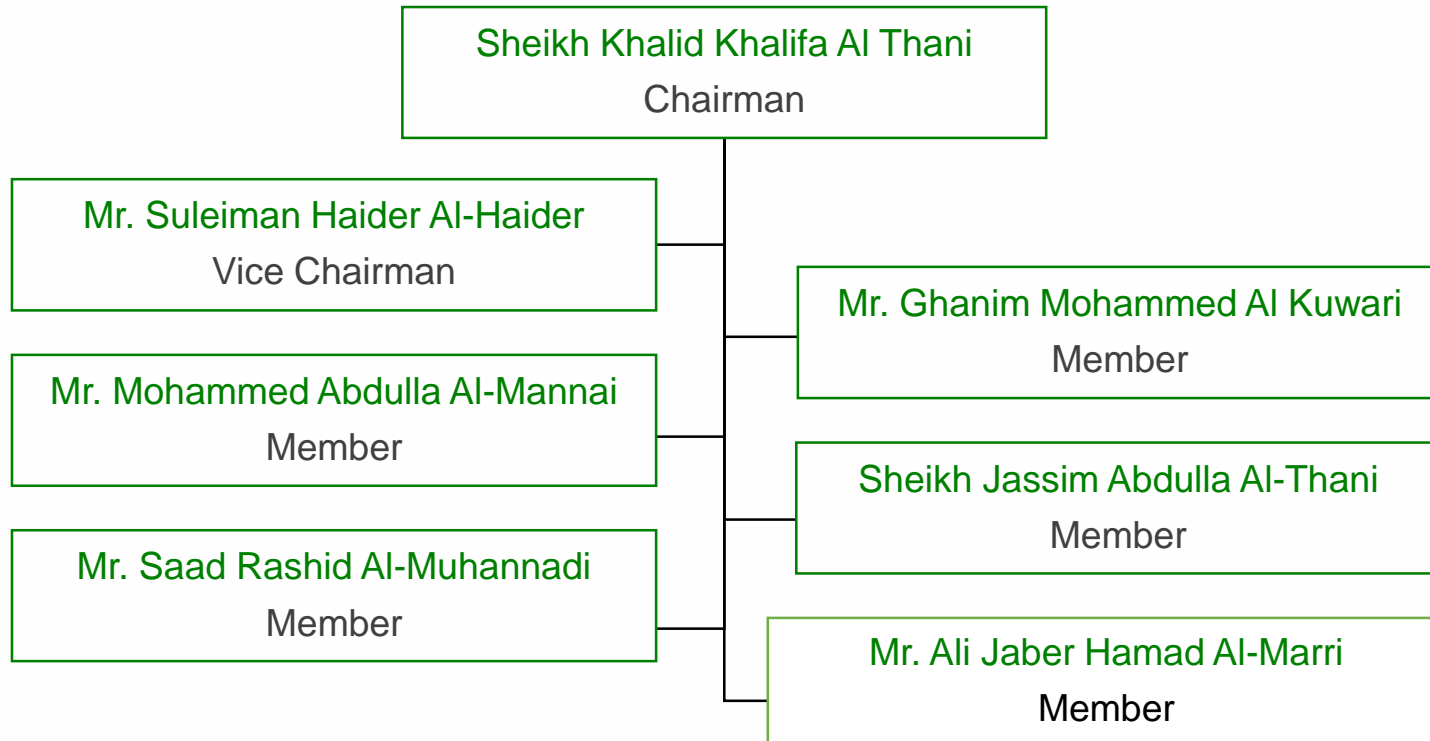 Sheikh Khalid Khalifa Al Thani
Chairman
Mr. Suleiman Haider Al-Haider
Vice Chairman
Mr. Ghanim Mohammed Al Kuwari
Member
Mr. Mohammed Abdulla Al-Mannai
Member
Sheikh Jassim Abdulla Al-Thani
Member
Mr. Saad Rashid Al-Muhannadi
Member
Mr. Ali Jaber Hamad Al-Marri
Member